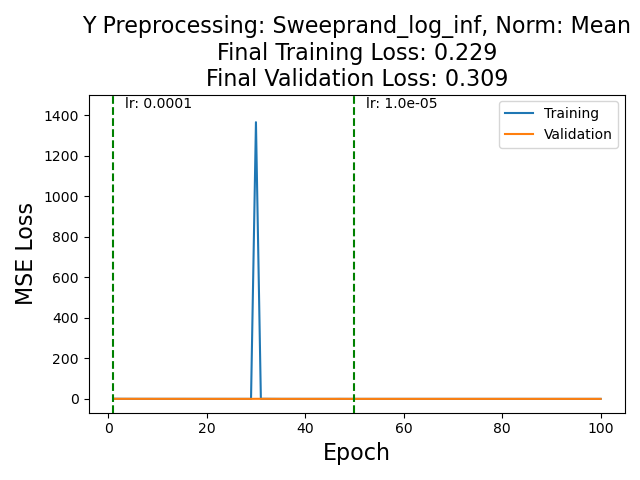 Y Preprocessing: Sweeprand_log_inf, Norm: Mean
Final Training Loss: 0.229
Final Validation Loss: 0.309
lr: 0.0001
lr: 1.0e-05
Training
Validation
1400
1200
1000
800
600
400
200
0
MSE Loss
0
20
40
60
80
100
Epoch